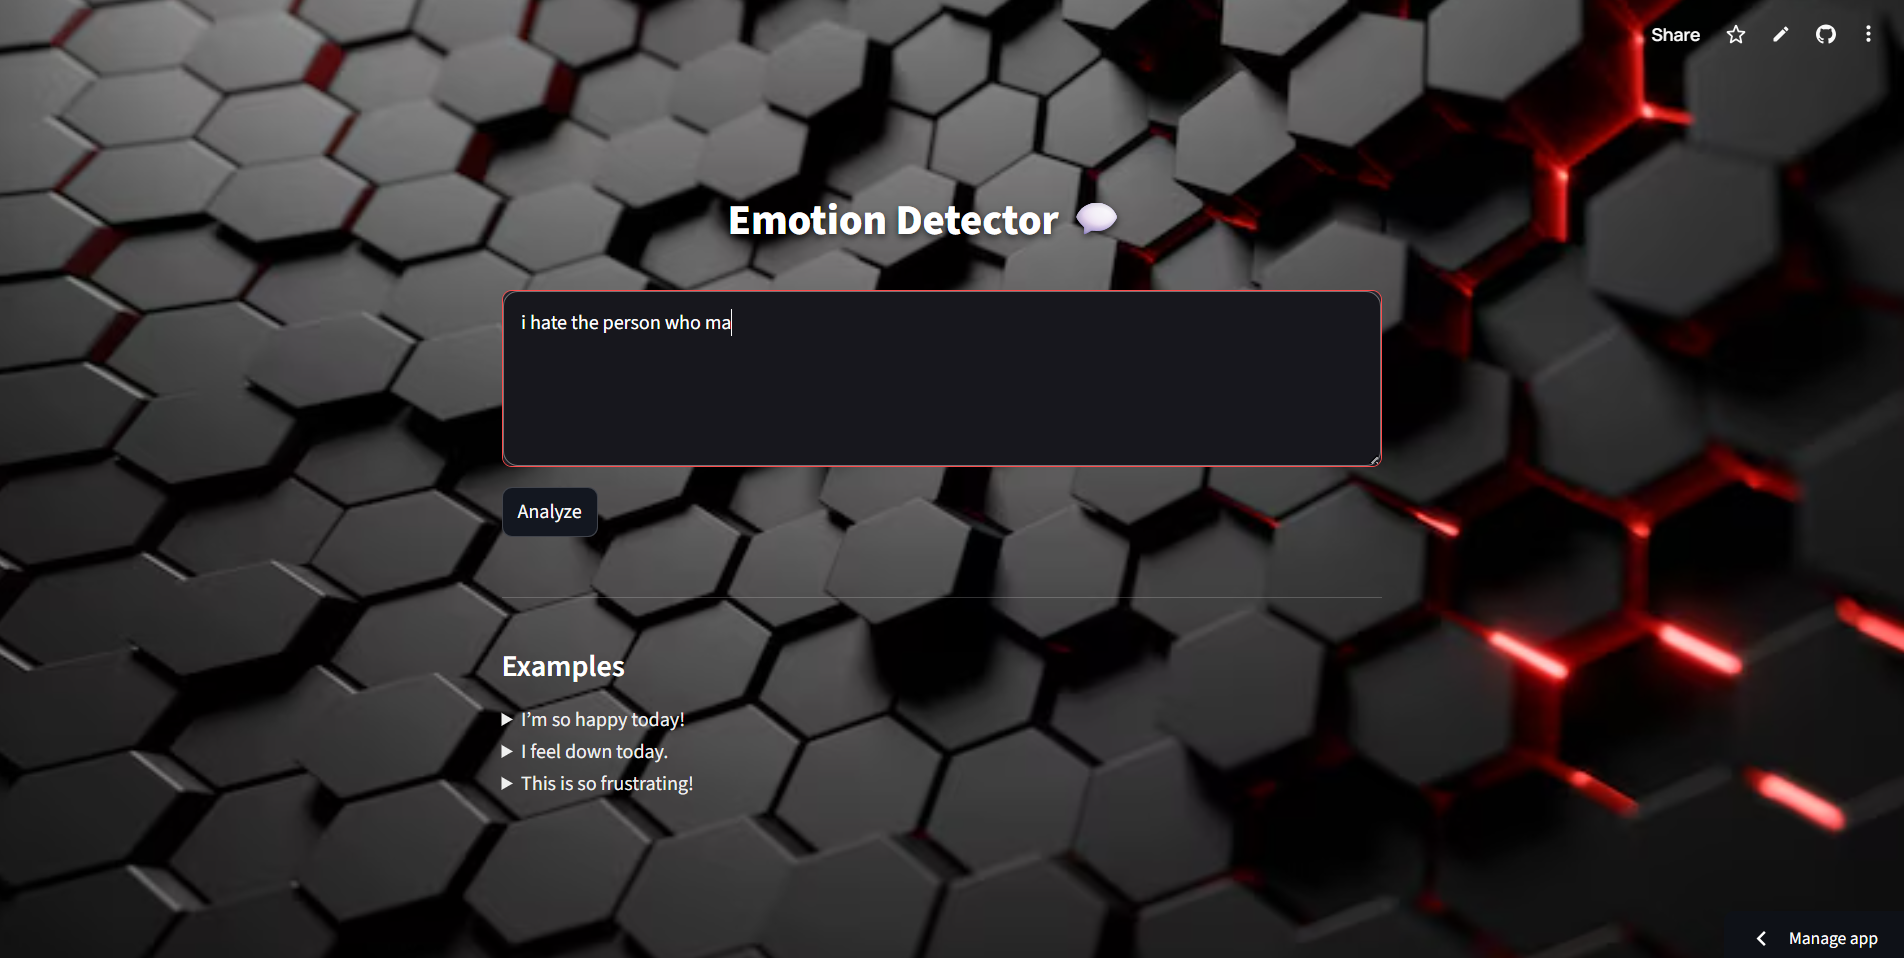 Share
Emotion Detector
i hate the person who ma
Analyze
Examples
I’m so happy today!
I feel down today.
This is so frustrating!
Manage app